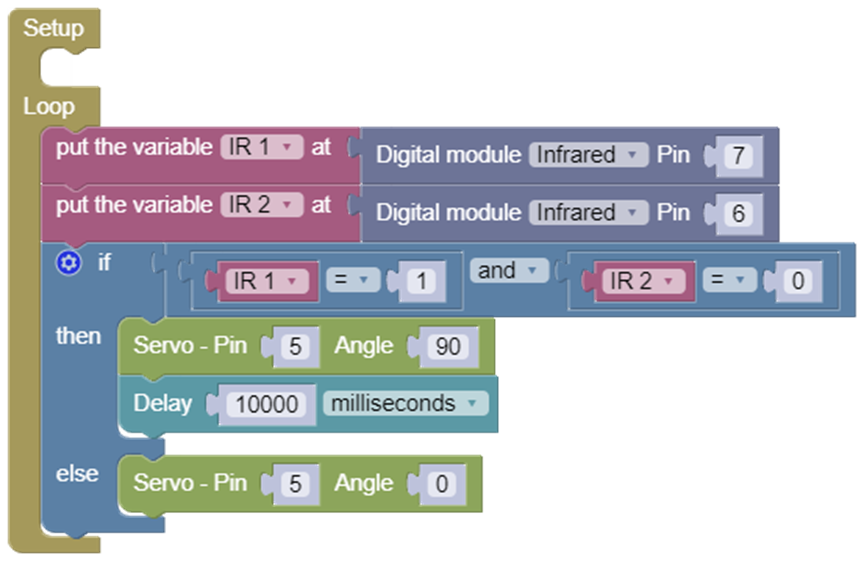 Setup
Loop
put the variable IR 1 at Digital module Infrared Pin 7
put the variable IR 2 at Digital module Infrared Pin 6
if IR 1 = 1 and IR 2 = 0
then Servo - Pin 5 Angle 90
Delay 10000 milliseconds
else Servo - Pin 5 Angle 0